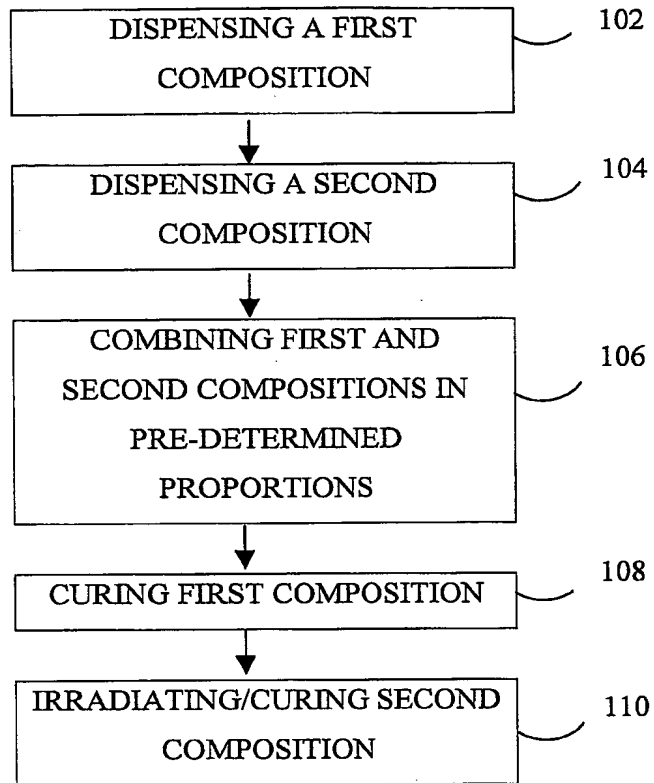 DISPENSING A FIRST
COMPOSITION
102
DISPENSING A SECOND
COMPOSITION
104
COMBINING FIRST AND
SECOND COMPOSITIONS IN
PRE-DETERMINED
PROPORTIONS
106
CURING FIRST COMPOSITION
108
IRRADIATING/CURING SECOND
COMPOSITION
110